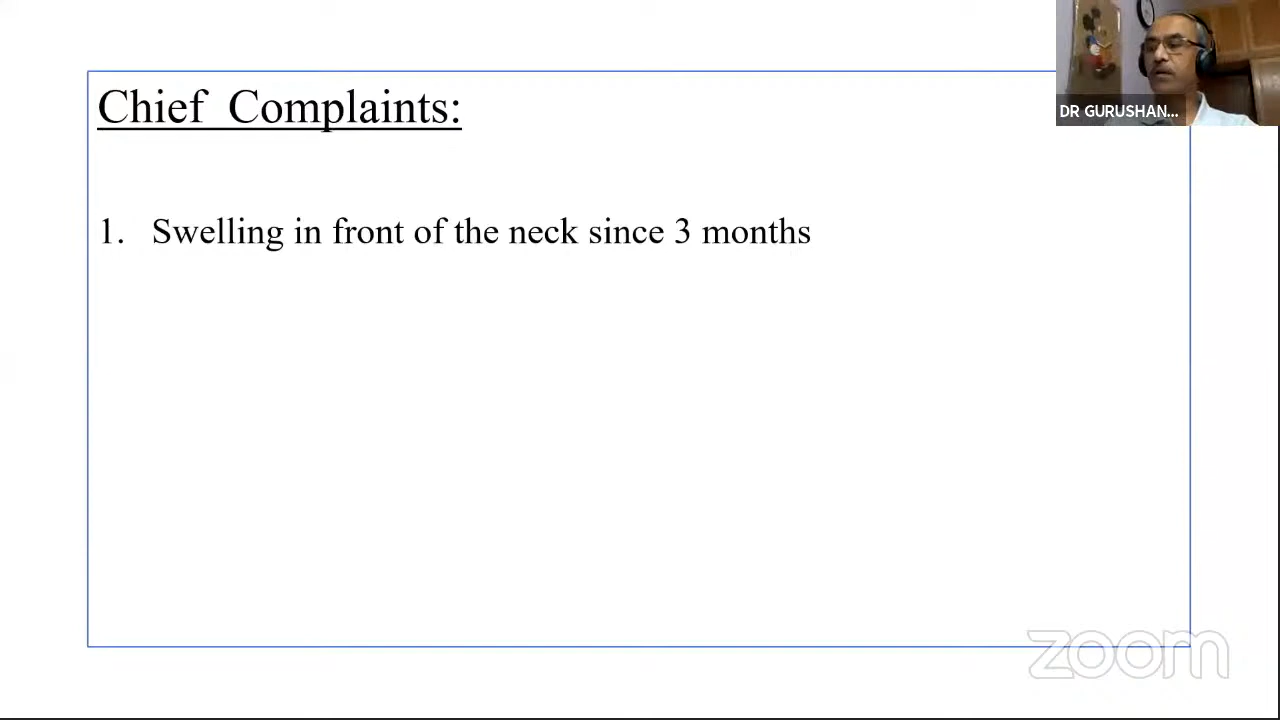 Chief Complaints:
DR GURUSHAN...
1. Swelling in front of the neck since 3 months
zoom